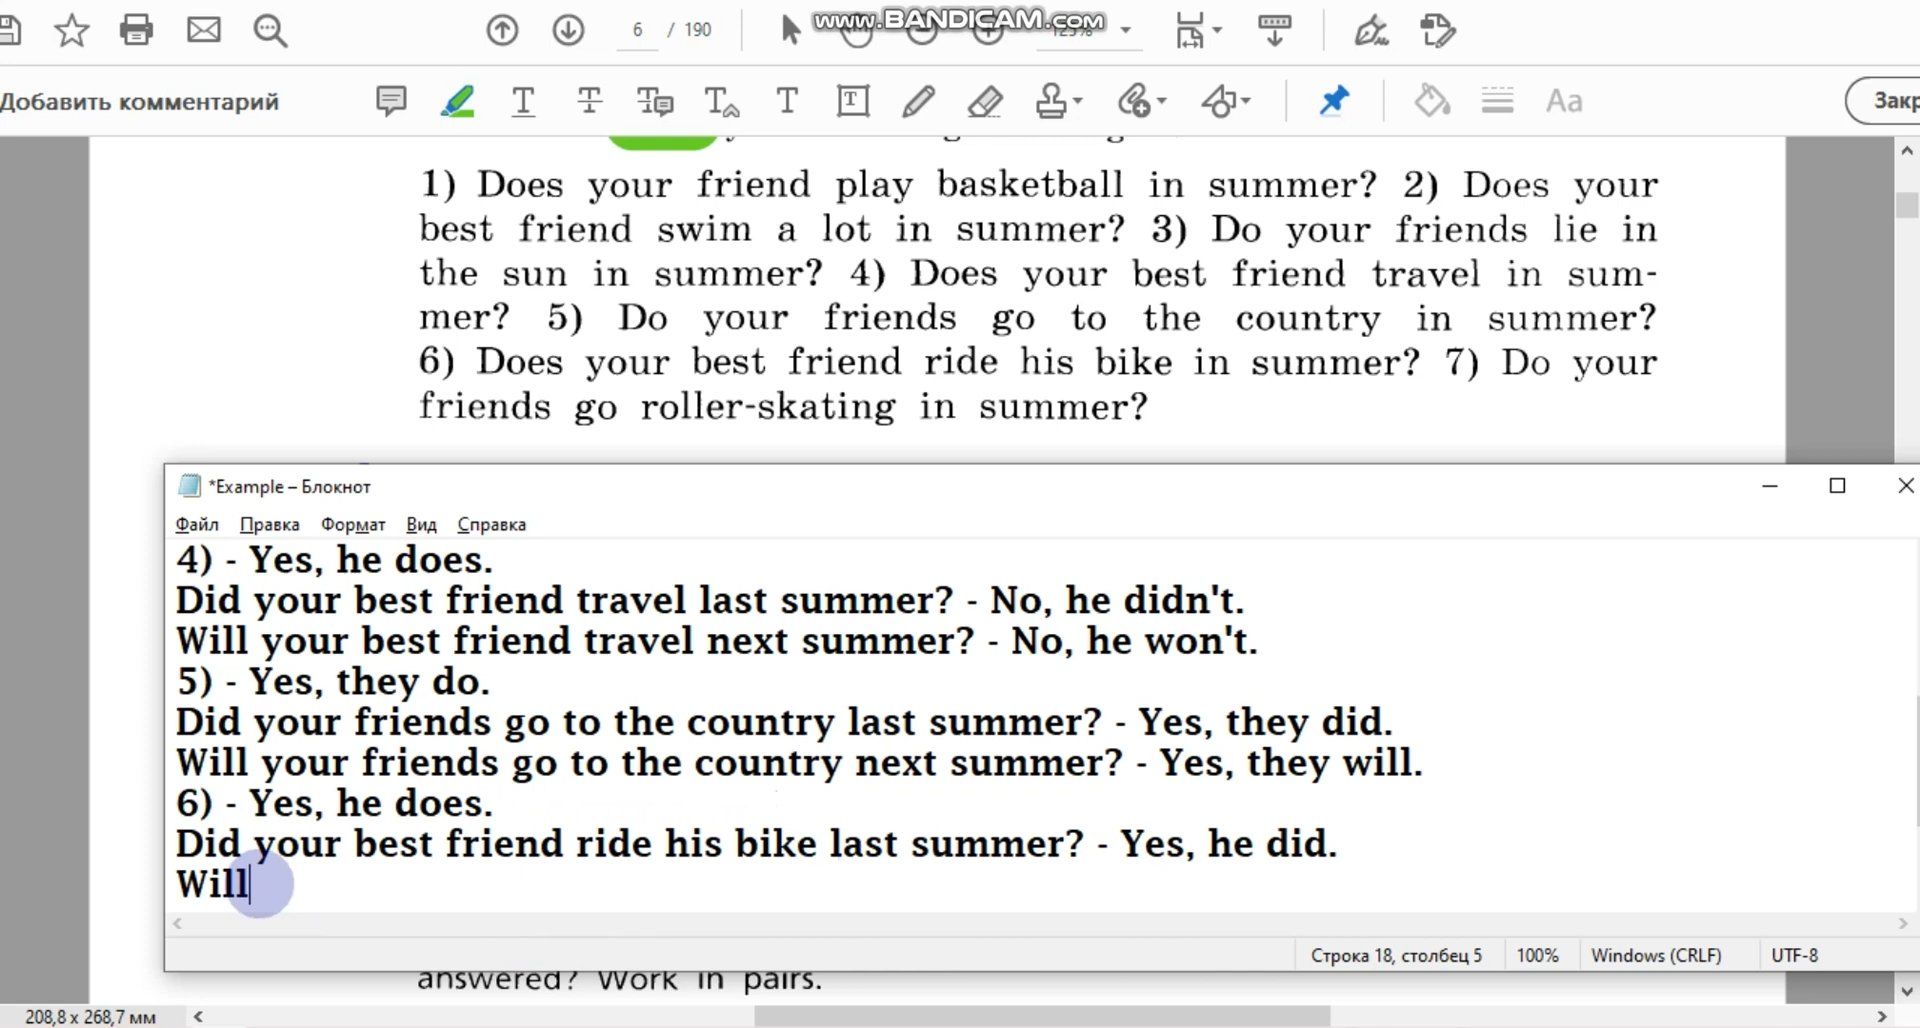 www.BANDICAM.com
6 / 190
125%
Добавить комментарий
T T T T T T Aa
Закр
1) Does your friend play basketball in summer? 2) Does your
best friend swim a lot in summer? 3) Do your friends lie in
the sun in summer? 4) Does your best friend travel in sum-
mer? 5) Do your friends go to the country in summer?
6) Does your best friend ride his bike in summer? 7) Do your
friends go roller-skating in summer?
*Example – Блокнот
Файл Правка Формат Вид Справка
4) - Yes, he does.
Did your best friend travel last summer? - No, he didn't.
Will your best friend travel next summer? - No, he won't.
5) - Yes, they do.
Did your friends go to the country last summer? - Yes, they did.
Will your friends go to the country next summer? - Yes, they will.
6) - Yes, he does.
Did your best friend ride his bike last summer? - Yes, he did.
Will
Строка 18, столбец 5 100% Windows (CRLF) UTF-8
answered? Work in pairs.
208,8 x 268,7 мм